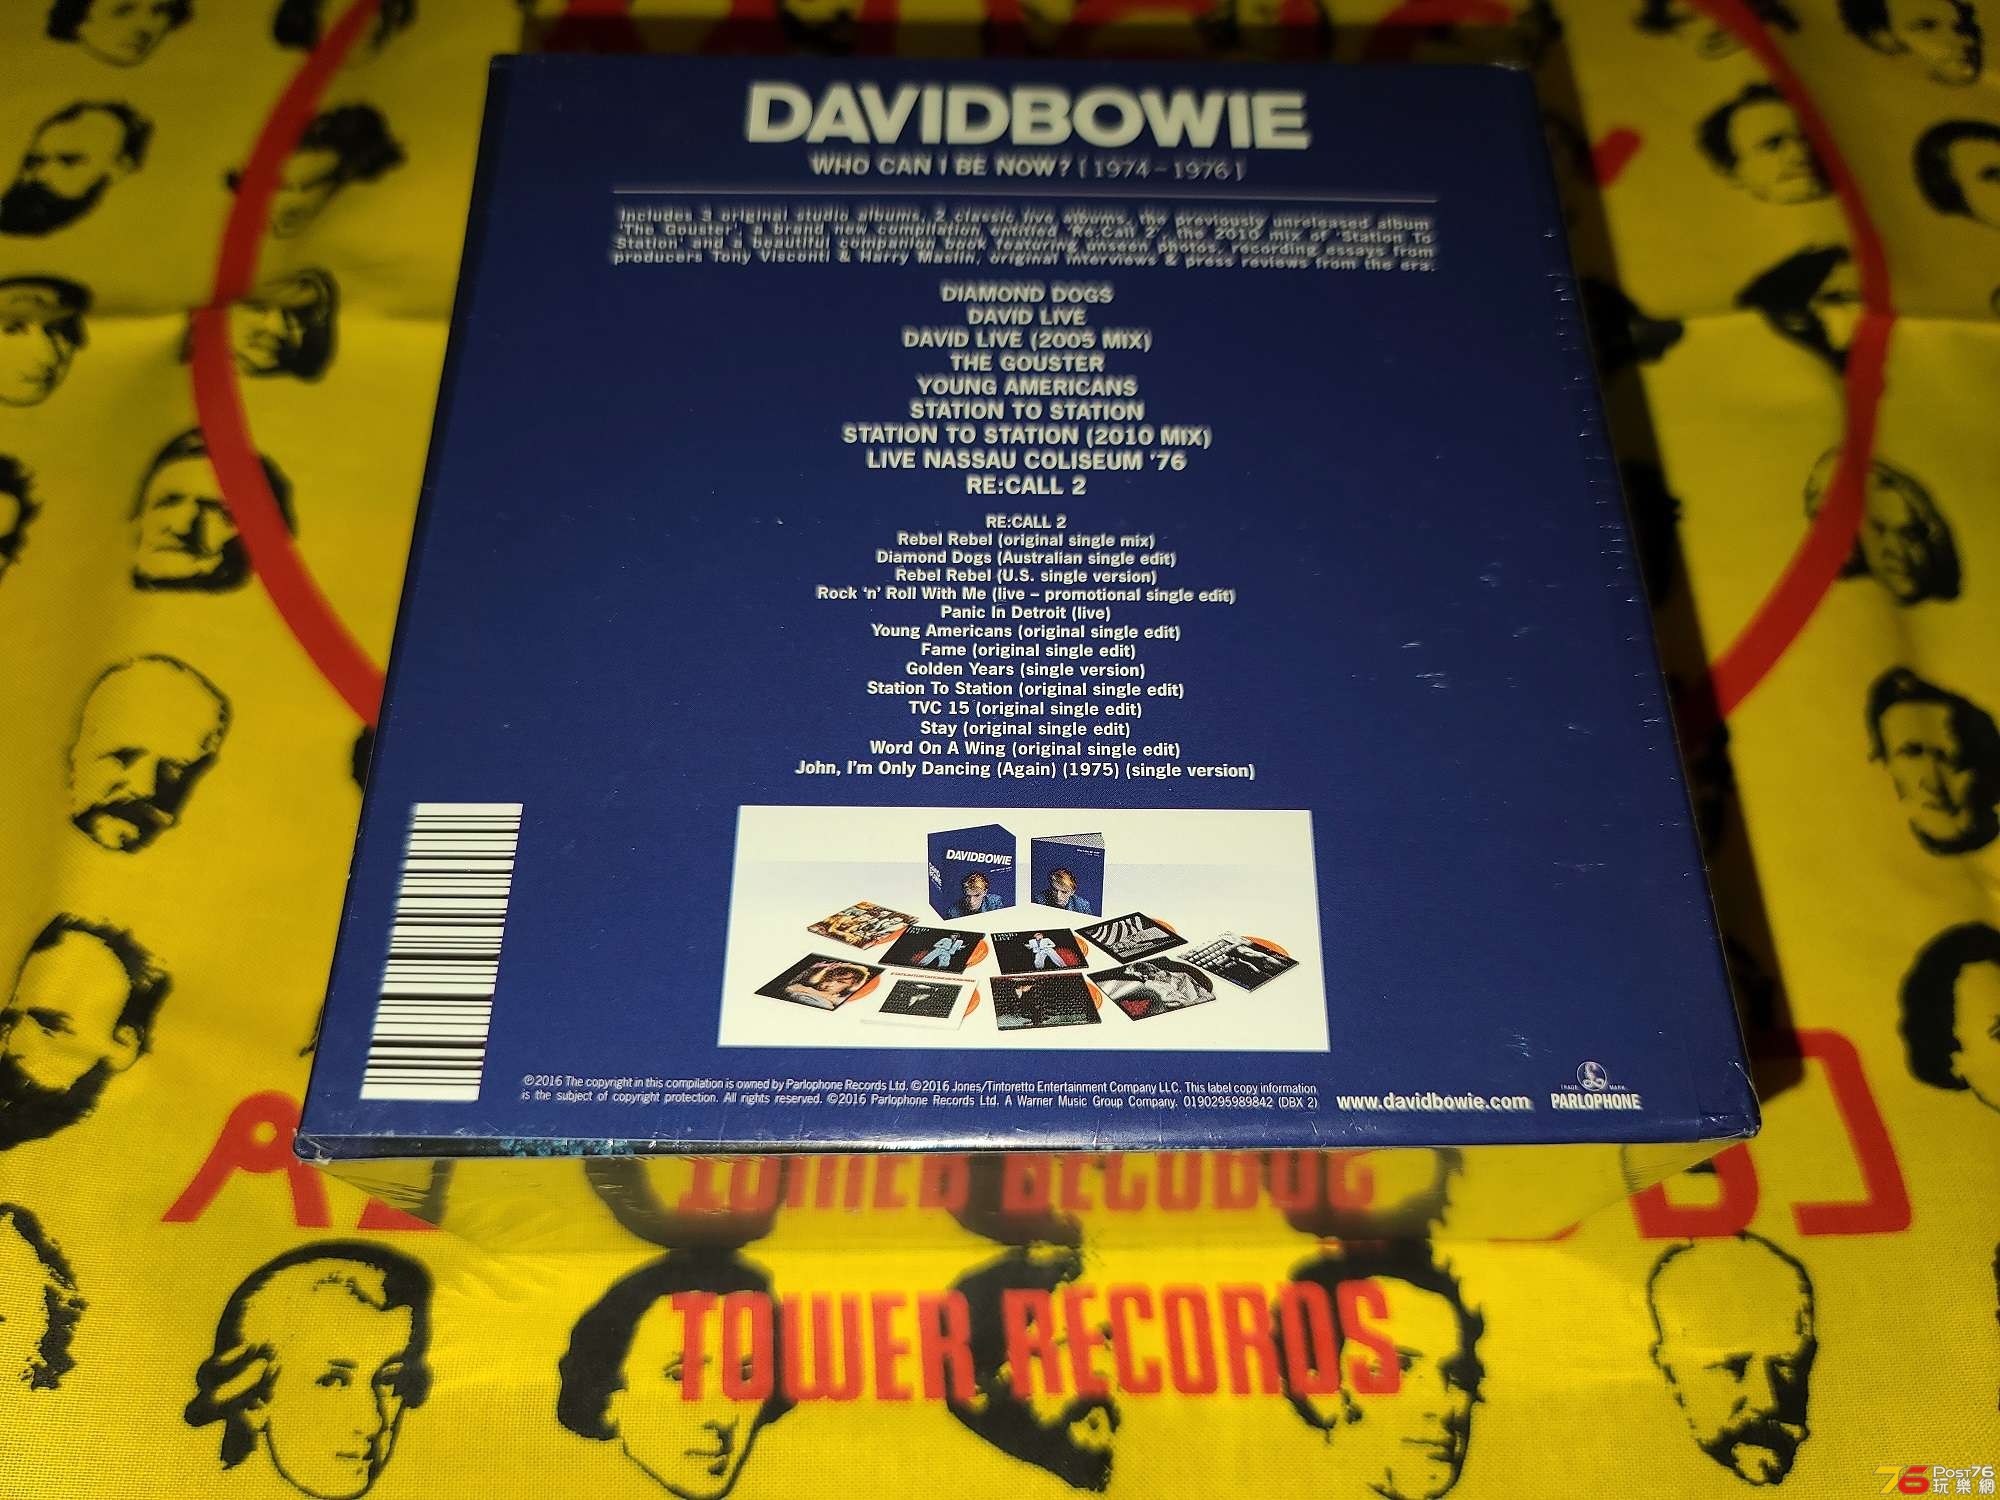 DAVIDBOWIE
WHO CAN I BE NOW? [1974–1976]
Includes 3 original studio albums, 2 classic live albums, the previously unreleased album
'The Gouster', a brand new compilation entitled 'Re:Call 2', the 2010 mix of 'Station To
Station' and a beautiful companion book featuring unseen photos, recording essays from
producers Tony Visconti & Harry Maslin, original interviews & press reviews from the era.
DIAMOND DOGS
DAVID LIVE
DAVID LIVE (2005 MIX)
THE GOUSTER
YOUNG AMERICANS
STATION TO STATION
STATION TO STATION (2010 MIX)
LIVE NASSAU COLISEUM '76
RE:CALL 2
RE:CALL 2
Rebel Rebel (original single mix)
Diamond Dogs (Australian single edit)
Rebel Rebel (U.S. single version)
Rock 'n' Roll With Me (live – promotional single edit)
Panic In Detroit (live)
Young Americans (original single edit)
Fame (original single edit)
Golden Years (single version)
Station To Station (original single edit)
TVC 15 (original single edit)
Stay (original single edit)
Word On A Wing (original single edit)
John, I'm Only Dancing (Again) (1975) (single version)
DAVIDBOWIE
℗2016 The copyright in this compilation is owned by Parlophone Records Ltd. ©2016 Jones/Tintoretto Entertainment Company LLC. This label copy information
is the subject of copyright protection. All rights reserved. ©2016 Parlophone Records Ltd. A Warner Music Group Company. 0190295989842 (DBX 2)
www.davidbowie.com
TRADE MARK
PARLOPHONE
TOWER RECORDS
76 POST76
玩樂網